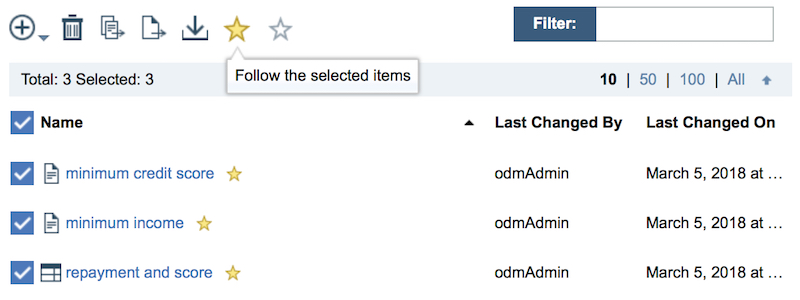 Filter:
Follow the selected items
Total: 3 Selected: 3
10 | 50 | 100 | All
Name Last Changed By Last Changed On
minimum credit score odmAdmin March 5, 2018 at ...
minimum income odmAdmin March 5, 2018 at ...
repayment and score odmAdmin March 5, 2018 at ...